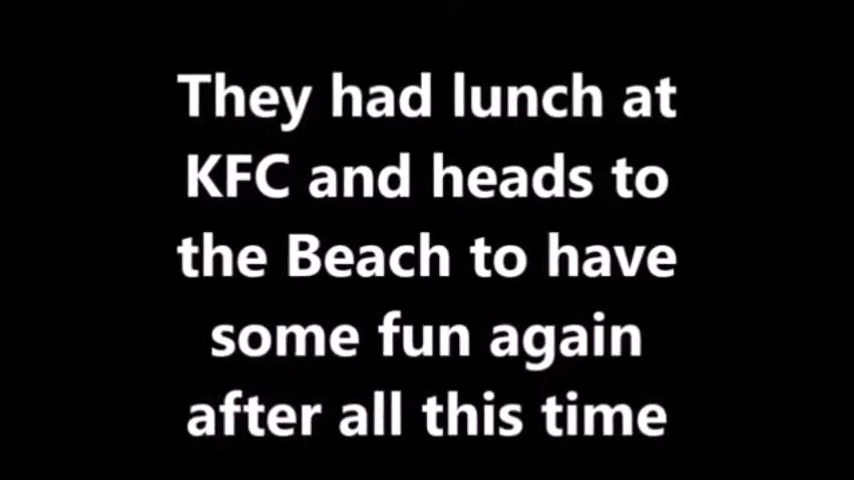 They had lunch at
KFC and heads to
the Beach to have
some fun again
after all this time